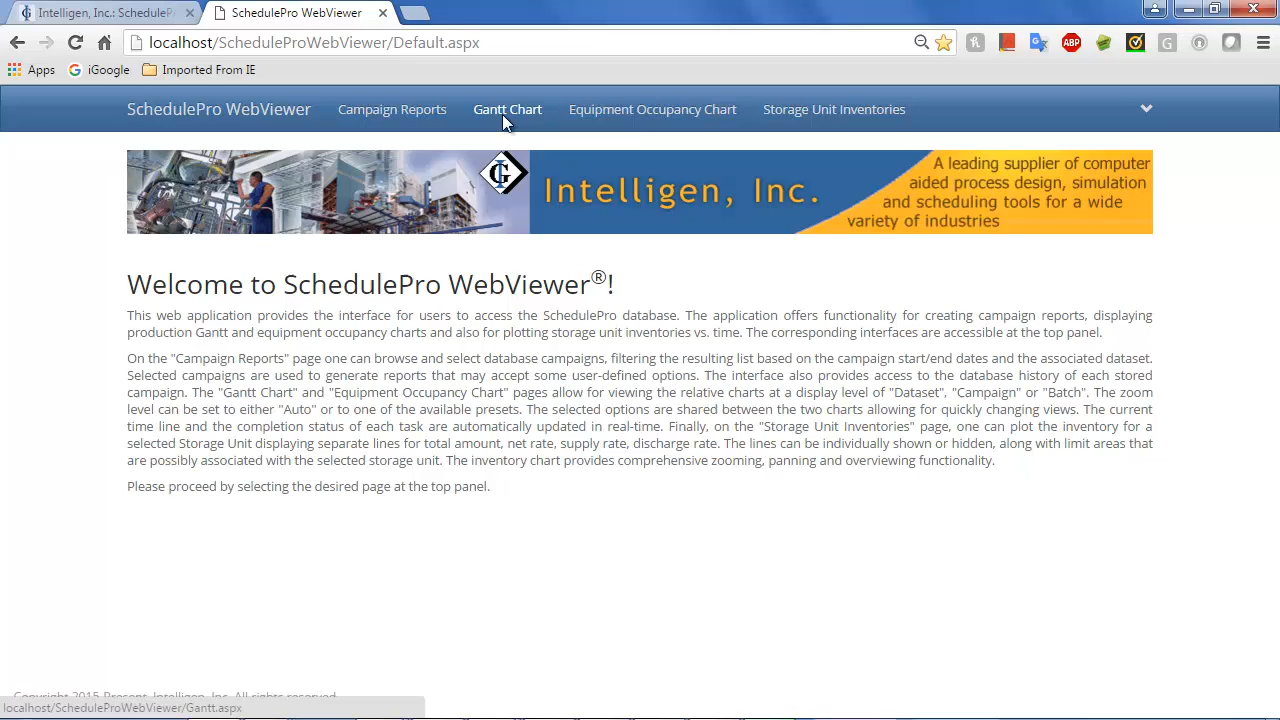 Intelligen, Inc.: ScheduleP
SchedulePro WebViewer
localhost/ScheduleProWebViewer/Default.aspx
ABP
G
Apps
G iGoogle
Imported From IE
SchedulePro WebViewer
Campaign Reports
Gantt Chart
Equipment Occupancy Chart
Storage Unit Inventories
Intelligen, Inc.
A leading supplier of computer
aided process design, simulation
and scheduling tools for a wide
variety of industries
Welcome to SchedulePro WebViewer®!
This web application provides the interface for users to access the SchedulePro database. The application offers functionality for creating campaign reports, displaying
production Gantt and equipment occupancy charts and also for plotting storage unit inventories vs. time. The corresponding interfaces are accessible at the top panel.
On the "Campaign Reports" page one can browse and select database campaigns, filtering the resulting list based on the campaign start/end dates and the associated dataset.
Selected campaigns are used to generate reports that may accept some user-defined options. The interface also provides access to the database history of each stored
campaign. The "Gantt Chart" and "Equipment Occupancy Chart" pages allow for viewing the relative charts at a display level of "Dataset", "Campaign" or "Batch". The zoom
level can be set to either "Auto" or to one of the available presets. The selected options are shared between the two charts allowing for quickly changing views. The current
time line and the completion status of each task are automatically updated in real-time. Finally, on the "Storage Unit Inventories" page, one can plot the inventory for a
selected Storage Unit displaying separate lines for total amount, net rate, supply rate, discharge rate. The lines can be individually shown or hidden, along with limit areas that
are possibly associated with the selected storage unit. The inventory chart provides comprehensive zooming, panning and overviewing functionality.
Please proceed by selecting the desired page at the top panel.
Copyright 2015-Present, Intelligen, Inc. All rights reserved.
localhost/ScheduleProWebViewer/Gantt.aspx